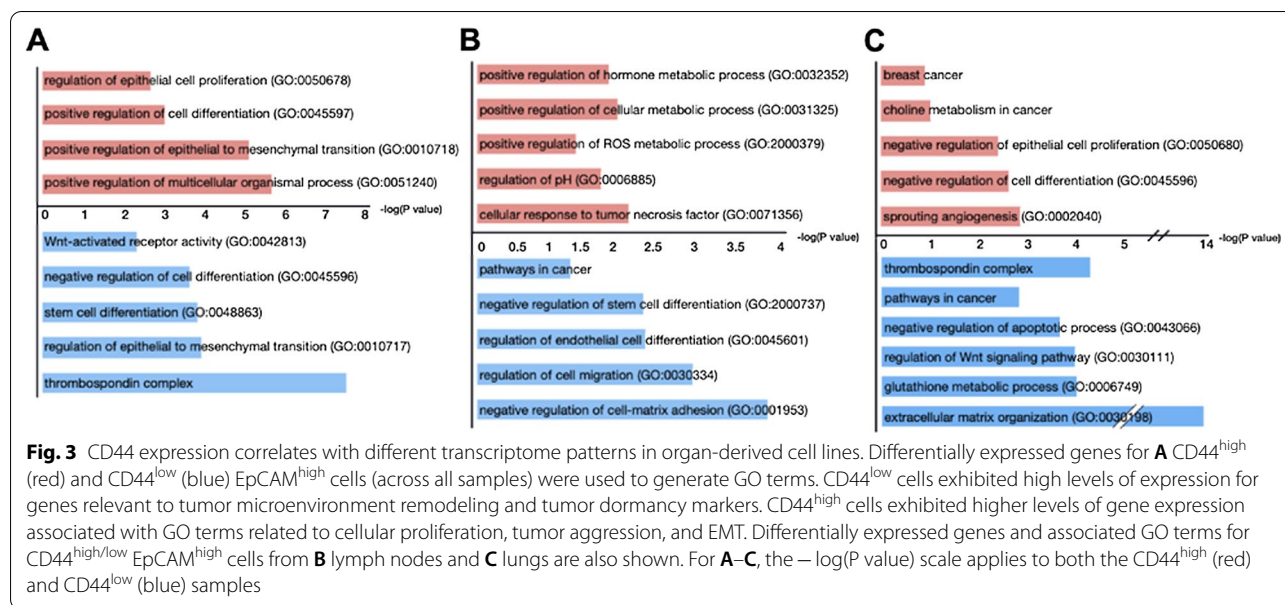 A
regulation of epithelial cell proliferation (GO:0050678)
positive regulation of cell differentiation (GO:0045597)
positive regulation of epithelial to mesenchymal transition (GO:0010718)
positive regulation of multicellular organismal process (GO:0051240)
0 1 2 3 4 5 6 7 8 -log(P value)
Wnt-activated receptor activity (GO:0042813)
negative regulation of cell differentiation (GO:0045596)
stem cell differentiation (GO:0048863)
regulation of epithelial to mesenchymal transition (GO:0010717)
thrombospondin complex
B
positive regulation of hormone metabolic process (GO:0032352)
positive regulation of cellular metabolic process (GO:0031325)
positive regulation of ROS metabolic process (GO:2000379)
regulation of pH (GO:0006885)
cellular response to tumor necrosis factor (GO:0071356)
0 0.5 1 1.5 2 2.5 3 3.5 4 -log(P value)
pathways in cancer
negative regulation of stem cell differentiation (GO:2000737)
regulation of endothelial cell differentiation (GO:0045601)
regulation of cell migration (GO:0030334)
negative regulation of cell-matrix adhesion (GO:0001953)
C
breast cancer
choline metabolism in cancer
negative regulation of epithelial cell proliferation (GO:0050680)
negative regulation of cell differentiation (GO:0045596)
sprouting angiogenesis (GO:0002040)
0 1 2 3 4 5 14 -log(P value)
thrombospondin complex
pathways in cancer
negative regulation of apoptotic process (GO:0043066)
regulation of Wnt signaling pathway (GO:0030111)
glutathione metabolic process (GO:0006749)
extracellular matrix organization (GO:0030198)
Fig. 3 CD44 expression correlates with different transcriptome patterns in organ-derived cell lines. Differentially expressed genes for A CD44high
(red) and CD44low (blue) EpCAMhigh cells (across all samples) were used to generate GO terms. CD44low cells exhibited high levels of expression for
genes relevant to tumor microenvironment remodeling and tumor dormancy markers. CD44high cells exhibited higher levels of gene expression
associated with GO terms related to cellular proliferation, tumor aggression, and EMT. Differentially expressed genes and associated GO terms for
CD44high/low EpCAMhigh cells from B lymph nodes and C lungs are also shown. For A–C, the — log(P value) scale applies to both the CD44high (red)
and CD44low (blue) samples